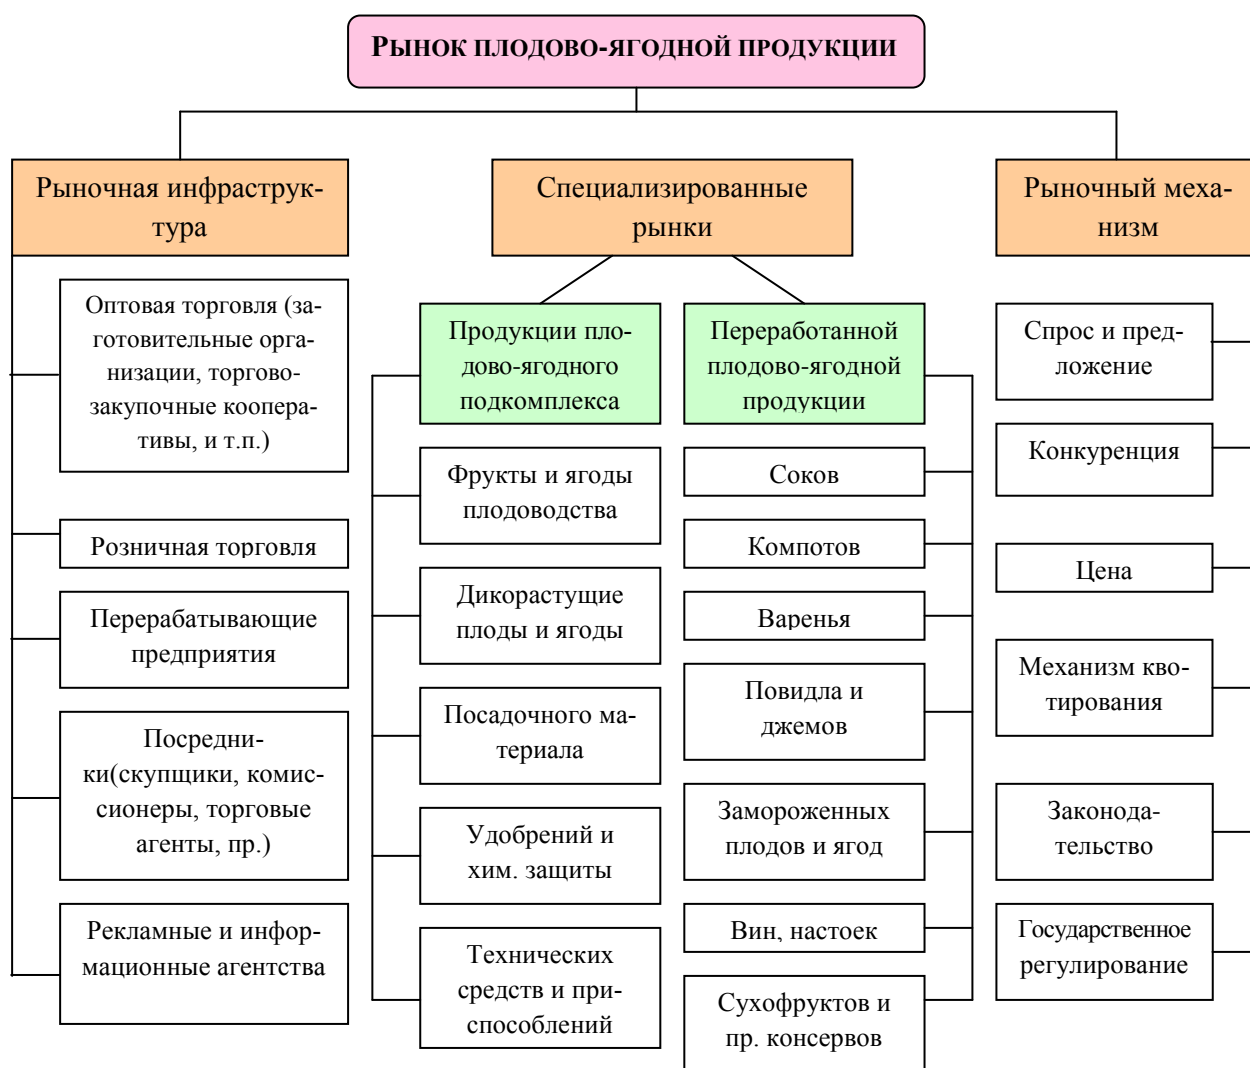 РЫНОК ПЛОДОВО-ЯГОДНОЙ ПРОДУКЦИИ
Рыночная инфраструк-
тура
Оптовая торговля (за-
готовительные орга-
низации, торгово-
закупочные коопера-
тивы, и т.п.)
Розничная торговля
Перерабатывающие
предприятия
Посредни-
ки(скупщики, комис-
сионеры, торговые
агенты, пр.)
Рекламные и инфор-
мационные агентства
Специализированные
рынки
Продукции пло-
дово-ягодного
подкомплекса
Фрукты и ягоды
плодоводства
Дикорастущие
плоды и ягоды
Посадочного ма-
териала
Удобрений и
хим. защиты
Технических
средств и при-
способлений
Переработанной
плодово-ягодной
продукции
Соков
Компотов
Варенья
Повидла и
джемов
Замороженных
плодов и ягод
Вин, настоек
Сухофруктов и
пр. консервов
Рыночный меха-
низм
Спрос и пред-
ложение
Конкуренция
Цена
Механизм кво-
тирования
Законода-
тельство
Государственное
регулирование